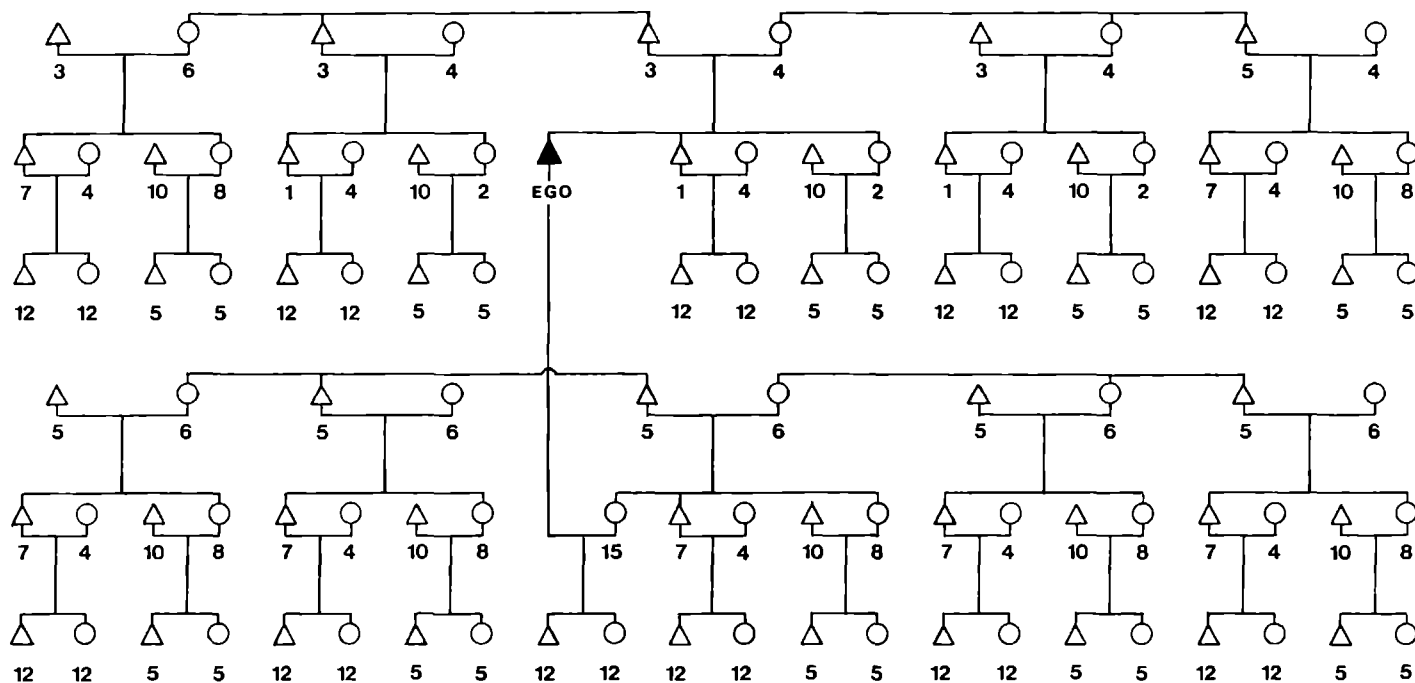 3 6 3 4 3 4 3 4 5 4
7 4 10 8 1 4 10 2 EGO 1 4 10 2 1 4 10 2 7 4 10 8
12 12 5 5 12 12 5 5 12 12 5 5 12 12 5 5 12 12 5 5
5 6 5 6 5 6 5 6 5 6
7 4 10 8 7 4 10 8 15 7 4 10 8 7 4 10 8 7 4 10 8
12 12 5 5 12 12 5 5 12 12 12 12 5 5 12 12 5 5 12 12 5 5